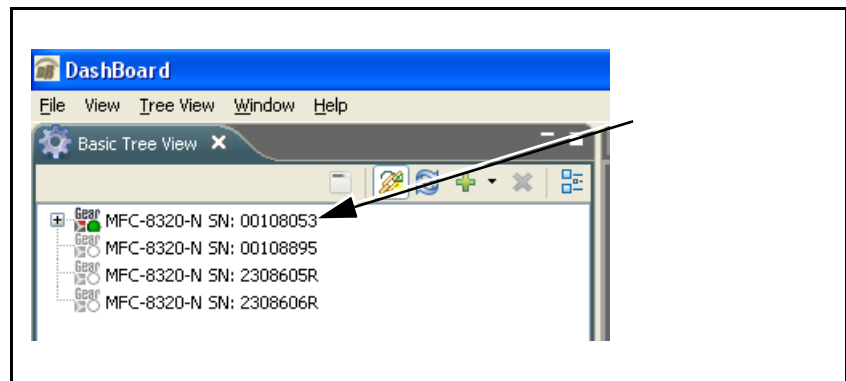 DashBoard
File View Tree View Window Help
Basic Tree View
Gear MFC-8320-N SN: 00108053
Gear MFC-8320-N SN: 00108895
Gear MFC-8320-N SN: 2308605R
Gear MFC-8320-N SN: 2308606R